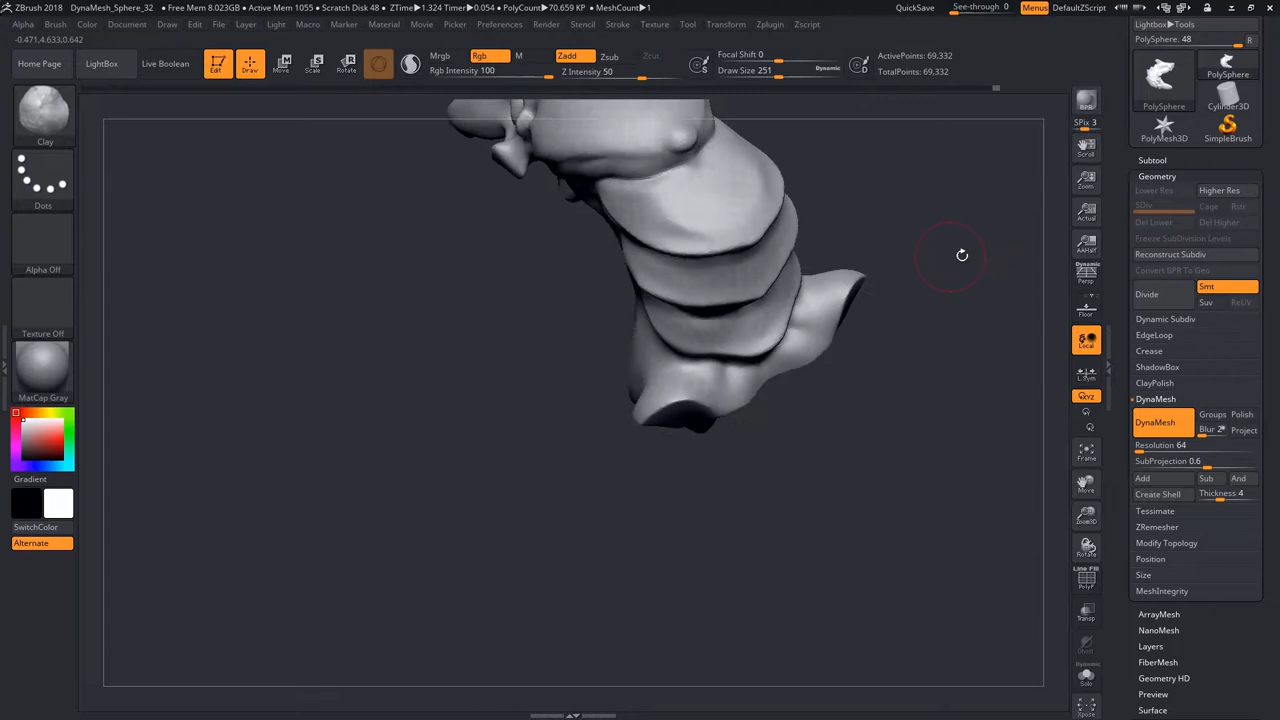 ZBrush 2018 DynaMesh_Sphere_32 • Free Mem 8.023GB • Active Mem 1055 • Scratch Disk 48 • ZTime▶1.324 Timer▶0.054 • PolyCount▶70.659 KP • MeshCount▶1
QuickSave See-through 0 Menus DefaultZScript
Alpha Brush Color Document Draw Edit File Layer Light Macro Marker Material Movie Picker Preferences Render Stencil Stroke Texture Tool Transform Zplugin Zscript
-0.471,4.633,0.642
Home Page LightBox Live Boolean Edit Draw Move Scale Rotate
Mrgb Rgb M Zadd Zsub Zcut
Rgb Intensity 100 Z Intensity 50
Focal Shift 0
Draw Size 251 Dynamic
S D
ActivePoints: 69,332
TotalPoints: 69,332
Clay
Dots
Alpha Off
Texture Off
MatCap Gray
Gradient
SwitchColor
Alternate
BPR
SPix 3
Scroll
Zoom
Actual
AAHalf
Dynamic
Persp
Floor
Local
L.Sym
XYZ
Frame
Move
Zoom3D
Rotate
Line Fill
PolyF
Transp
Ghost
Dynamic
Solo
Xpose
Lightbox▶Tools
PolySphere. 48 R
PolySphere PolySphere
Cylinder3D
PolyMesh3D SimpleBrush
Subtool
Geometry
Lower Res Higher Res
SDiv Cage Rstr
Del Lower Del Higher
Freeze SubDivision Levels
Reconstruct Subdiv
Convert BPR To Geo
Divide Smt
Suv ReUV
Dynamic Subdiv
EdgeLoop
Crease
ShadowBox
ClayPolish
DynaMesh
DynaMesh Groups Polish
Blur 2 Project
Resolution 64
SubProjection 0.6
Add Sub And
Create Shell Thickness 4
Tessimate
ZRemesher
Modify Topology
Position
Size
MeshIntegrity
ArrayMesh
NanoMesh
Layers
FiberMesh
Geometry HD
Preview
Surface